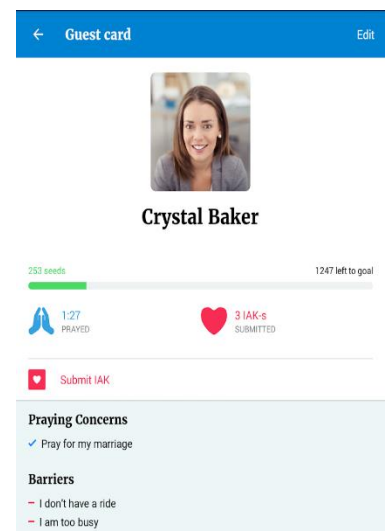 Guest card
Edit
Crystal Baker
253 seeds
1247 left to goal
1:27
PRAYED
3 IAK-s
SUBMITTED
Submit IAK
Praying Concerns
Pray for my marriage
Barriers
I don't have a ride
I am too busy